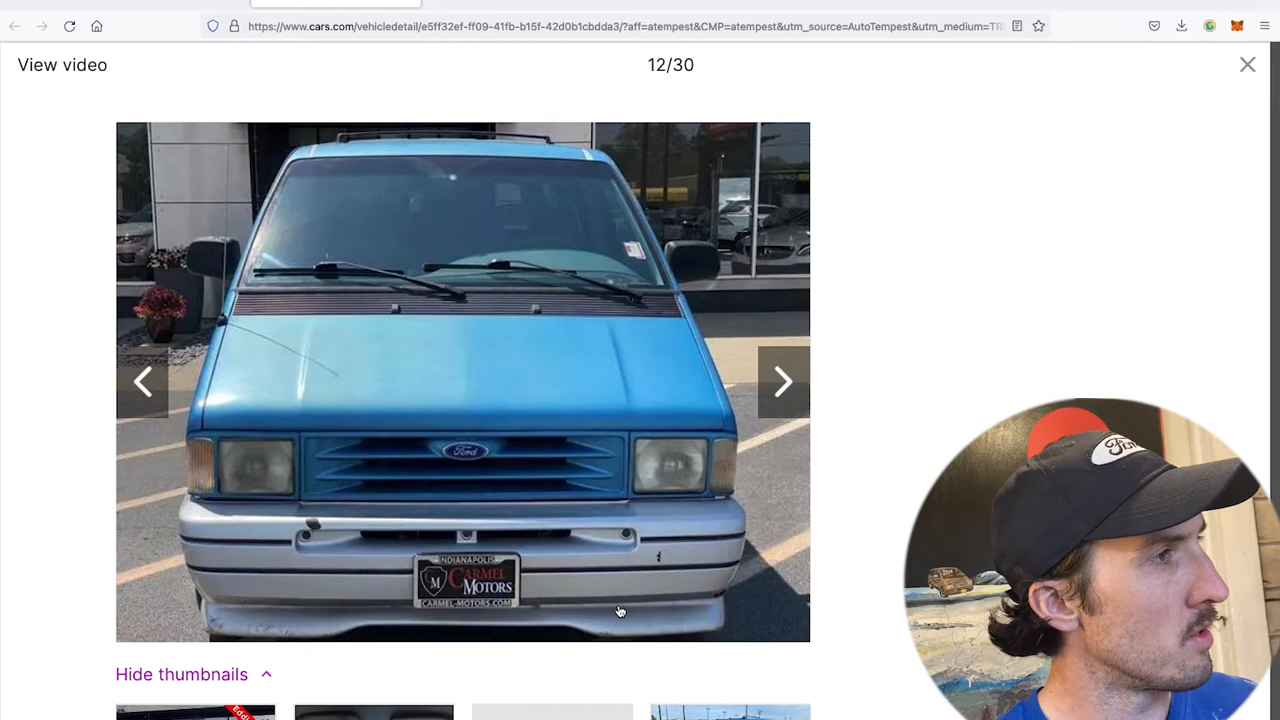 https://www.cars.com/vehicledetail/e5ff32ef-ff09-41fb-b15f-42d0b1cbdda3/?aff=atempest&CMP=atempest&utm_source=AutoTempest&utm_medium=TR
View video
12/30
Ford
INDIANAPOLIS
M CARMEL
MOTORS
CARMEL-MOTORS.COM
Hide thumbnails